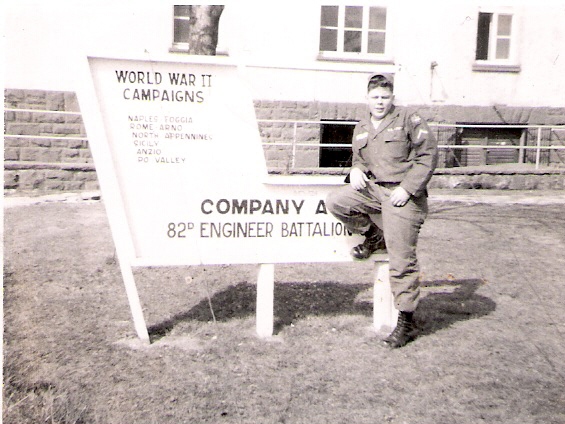 WORLD WAR II
CAMPAIGNS
NAPLES FOGGIA
ROME-ARNO
NORTH APPENNINES
SICILY
ANZIO
PO VALLEY
COMPANY A
82D ENGINEER BATTALION